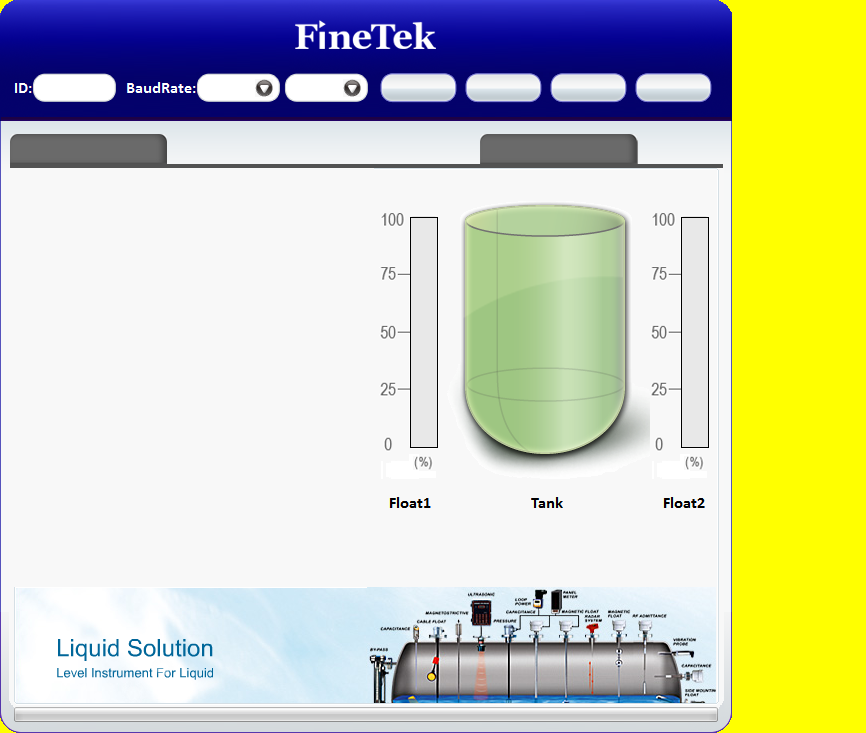 FineTek
ID: BaudRate:
100
75
50
25
0
(%)
Float1
Tank
100
75
50
25
0
(%)
Float2
Liquid Solution
Level Instrument For Liquid
BY-PASS
CAPACITANCE
CABLE FLOAT
MAGNETOSTRICTIVE
ULTRASONIC
PRESSURE
LOOP
POWER
CAPACITANCE
PANEL
METER
MAGNETIC FLOAT
RADAR
SYSTEM
MAGNETIC
FLOAT
RF ADMITTANCE
VIBRATION
PROBE
CAPACITANCE
SIDE MOUNTIN
FLOAT